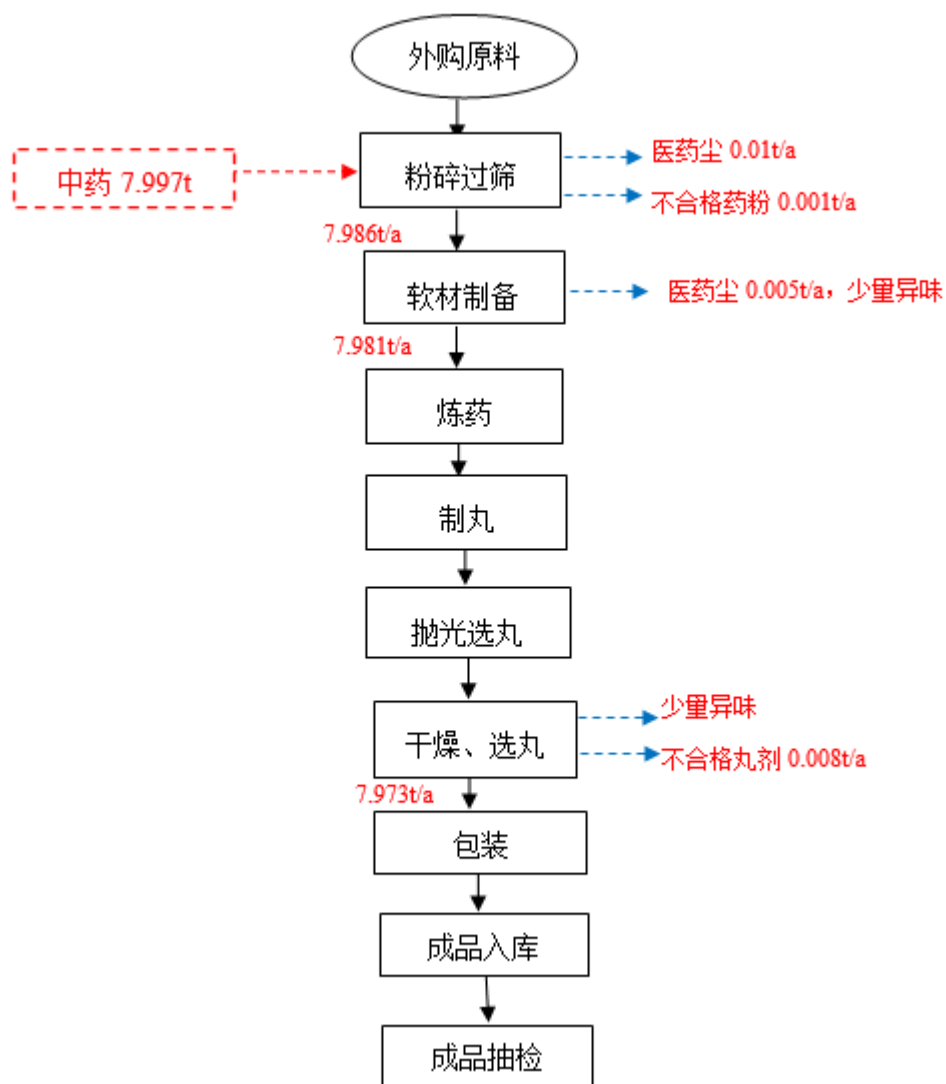 外购原料
中药 7.997t
粉碎过筛
医药尘 0.01t/a
不合格药粉 0.001t/a
7.986t/a
软材制备
医药尘 0.005t/a，少量异味
7.981t/a
炼药
制丸
抛光选丸
干燥、选丸
少量异味
不合格丸剂 0.008t/a
7.973t/a
包装
成品入库
成品抽检